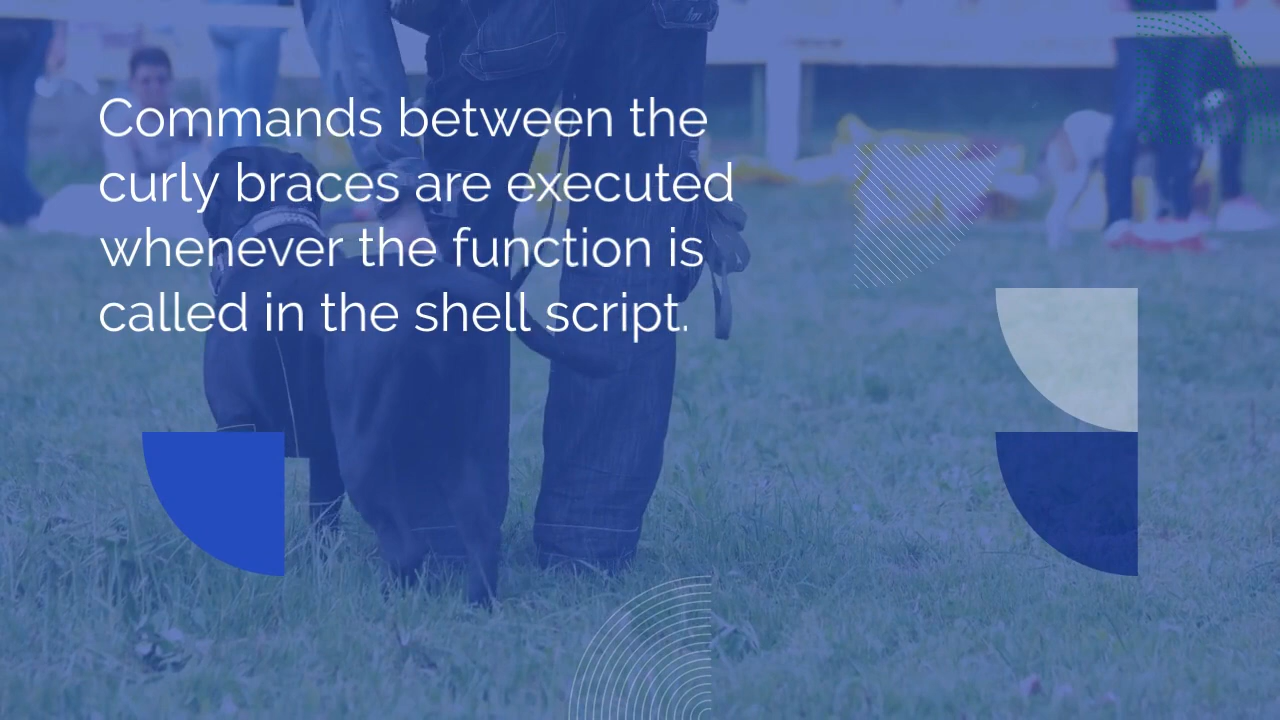 Commands between the
curly braces are executed
whenever the function is
called in the shell script.